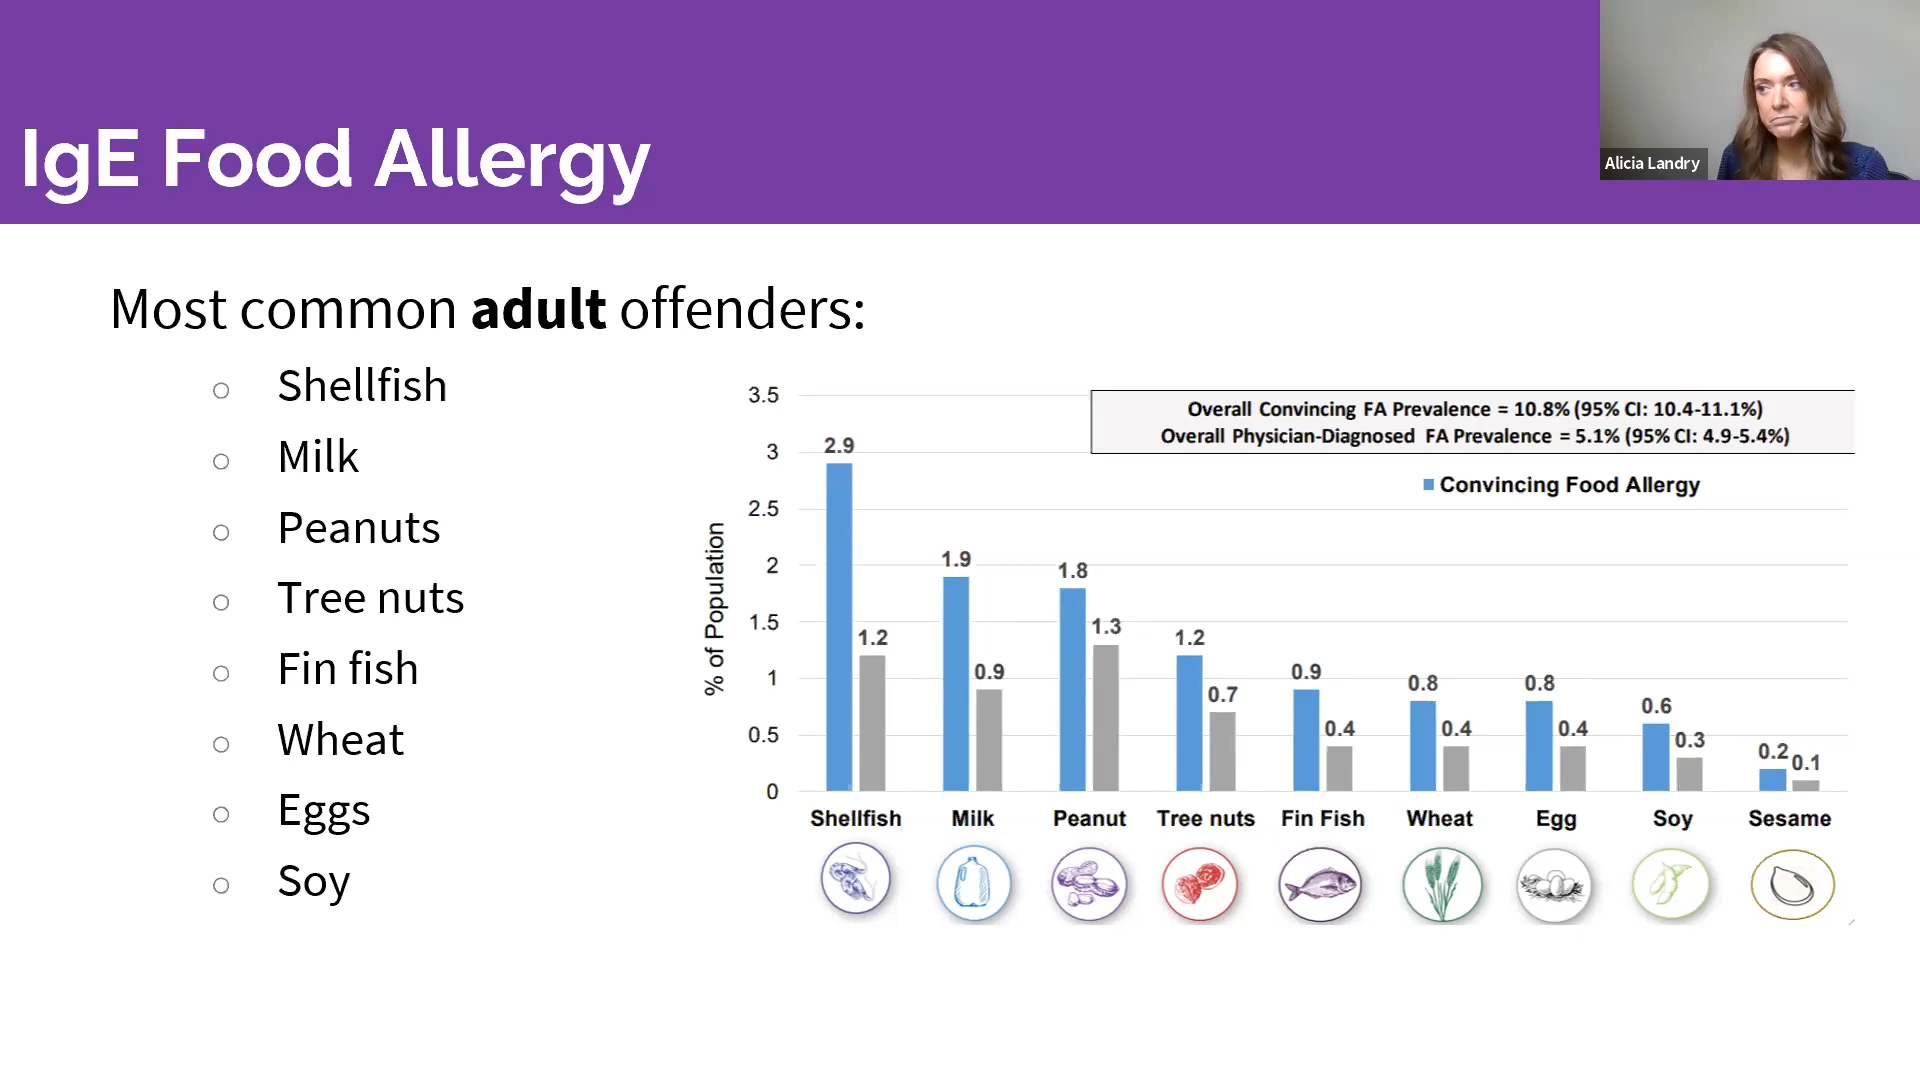 IgE Food Allergy
Alicia Landry
Most common adult offenders:
Shellfish
Milk
Peanuts
Tree nuts
Fin fish
Wheat
Eggs
Soy
Overall Convincing FA Prevalence = 10.8% (95% CI: 10.4-11.1%)
Overall Physician-Diagnosed FA Prevalence = 5.1% (95% CI: 4.9-5.4%)
Convincing Food Allergy
% of Population
3.5
3
2.5
2
1.5
1
0.5
0
2.9 1.2
1.9 0.9
1.8 1.3
1.2 0.7
0.9 0.4
0.8 0.4
0.8 0.4
0.6 0.3
0.2 0.1
Shellfish Milk Peanut Tree nuts Fin Fish Wheat Egg Soy Sesame